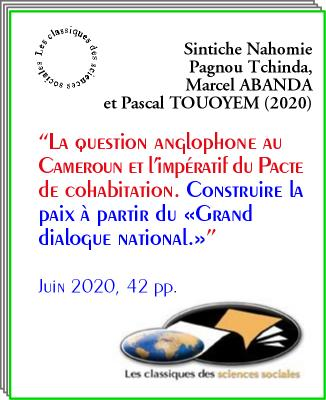 Les classiques des sciences sociales
Sintiche Nahomie
Pagnou Tchinda,
Marcel ABANDA
et Pascal TOUOYEM (2020)
“La question anglophone au
Cameroun et l’impératif du Pacte
de cohabitation. Construire la
paix à partir du «Grand
dialogue national.»”
Juin 2020, 42 pp.
Les classiques des sciences sociales